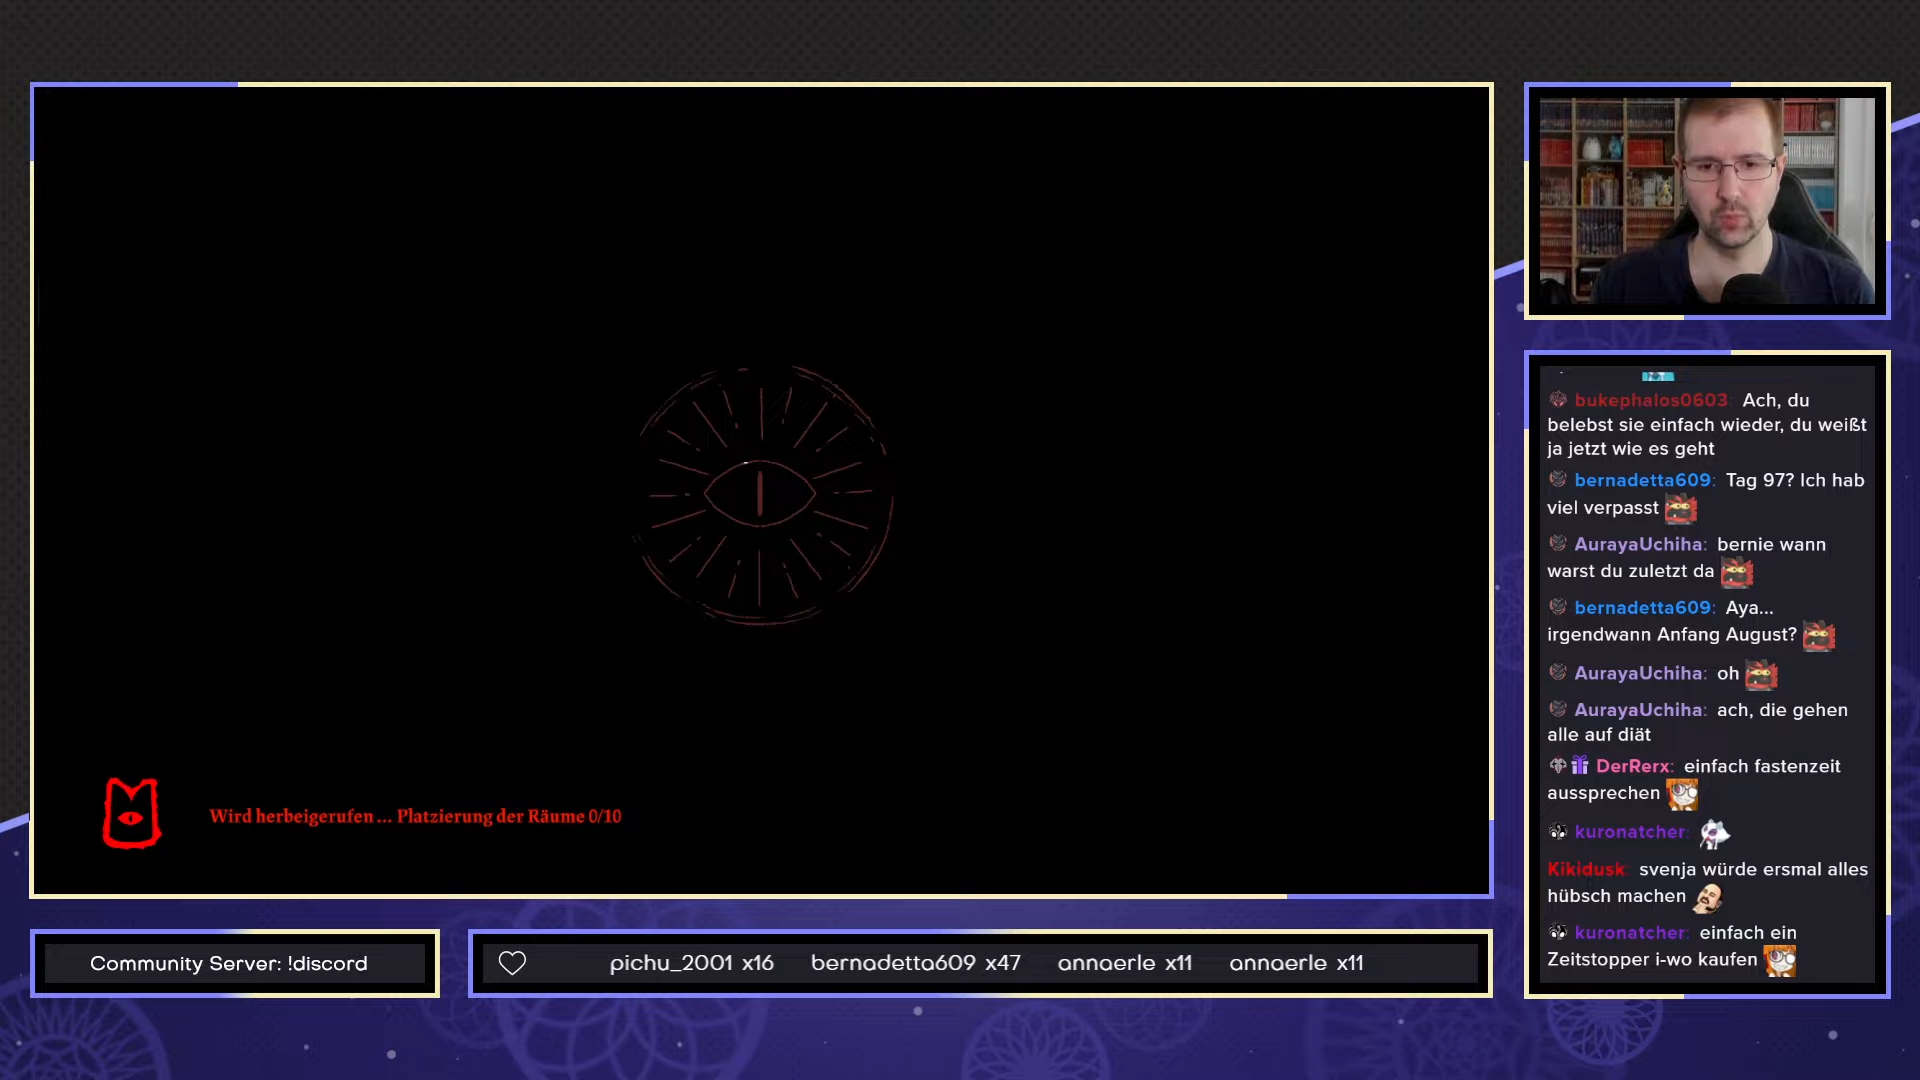 Wird herbeigerufen ... Platzierung der Räume 0/10
Community Server: !discord
pichu_2001 x16 bernadetta609 x47 annaerle x11 annaerle x11
bukephalos0603: Ach, du
belebst sie einfach wieder, du weißt
ja jetzt wie es geht
bernadetta609: Tag 97? Ich hab
viel verpasst
AurayaUchiha: bernie wann
warst du zuletzt da
bernadetta609: Aya...
irgendwann Anfang August?
AurayaUchiha: oh
AurayaUchiha: ach, die gehen
alle auf diät
DerRerx: einfach fastenzeit
aussprechen
kuronatcher:
Kikidusk: svenja würde ersmal alles
hübsch machen
kuronatcher: einfach ein
Zeitstopper i-wo kaufen